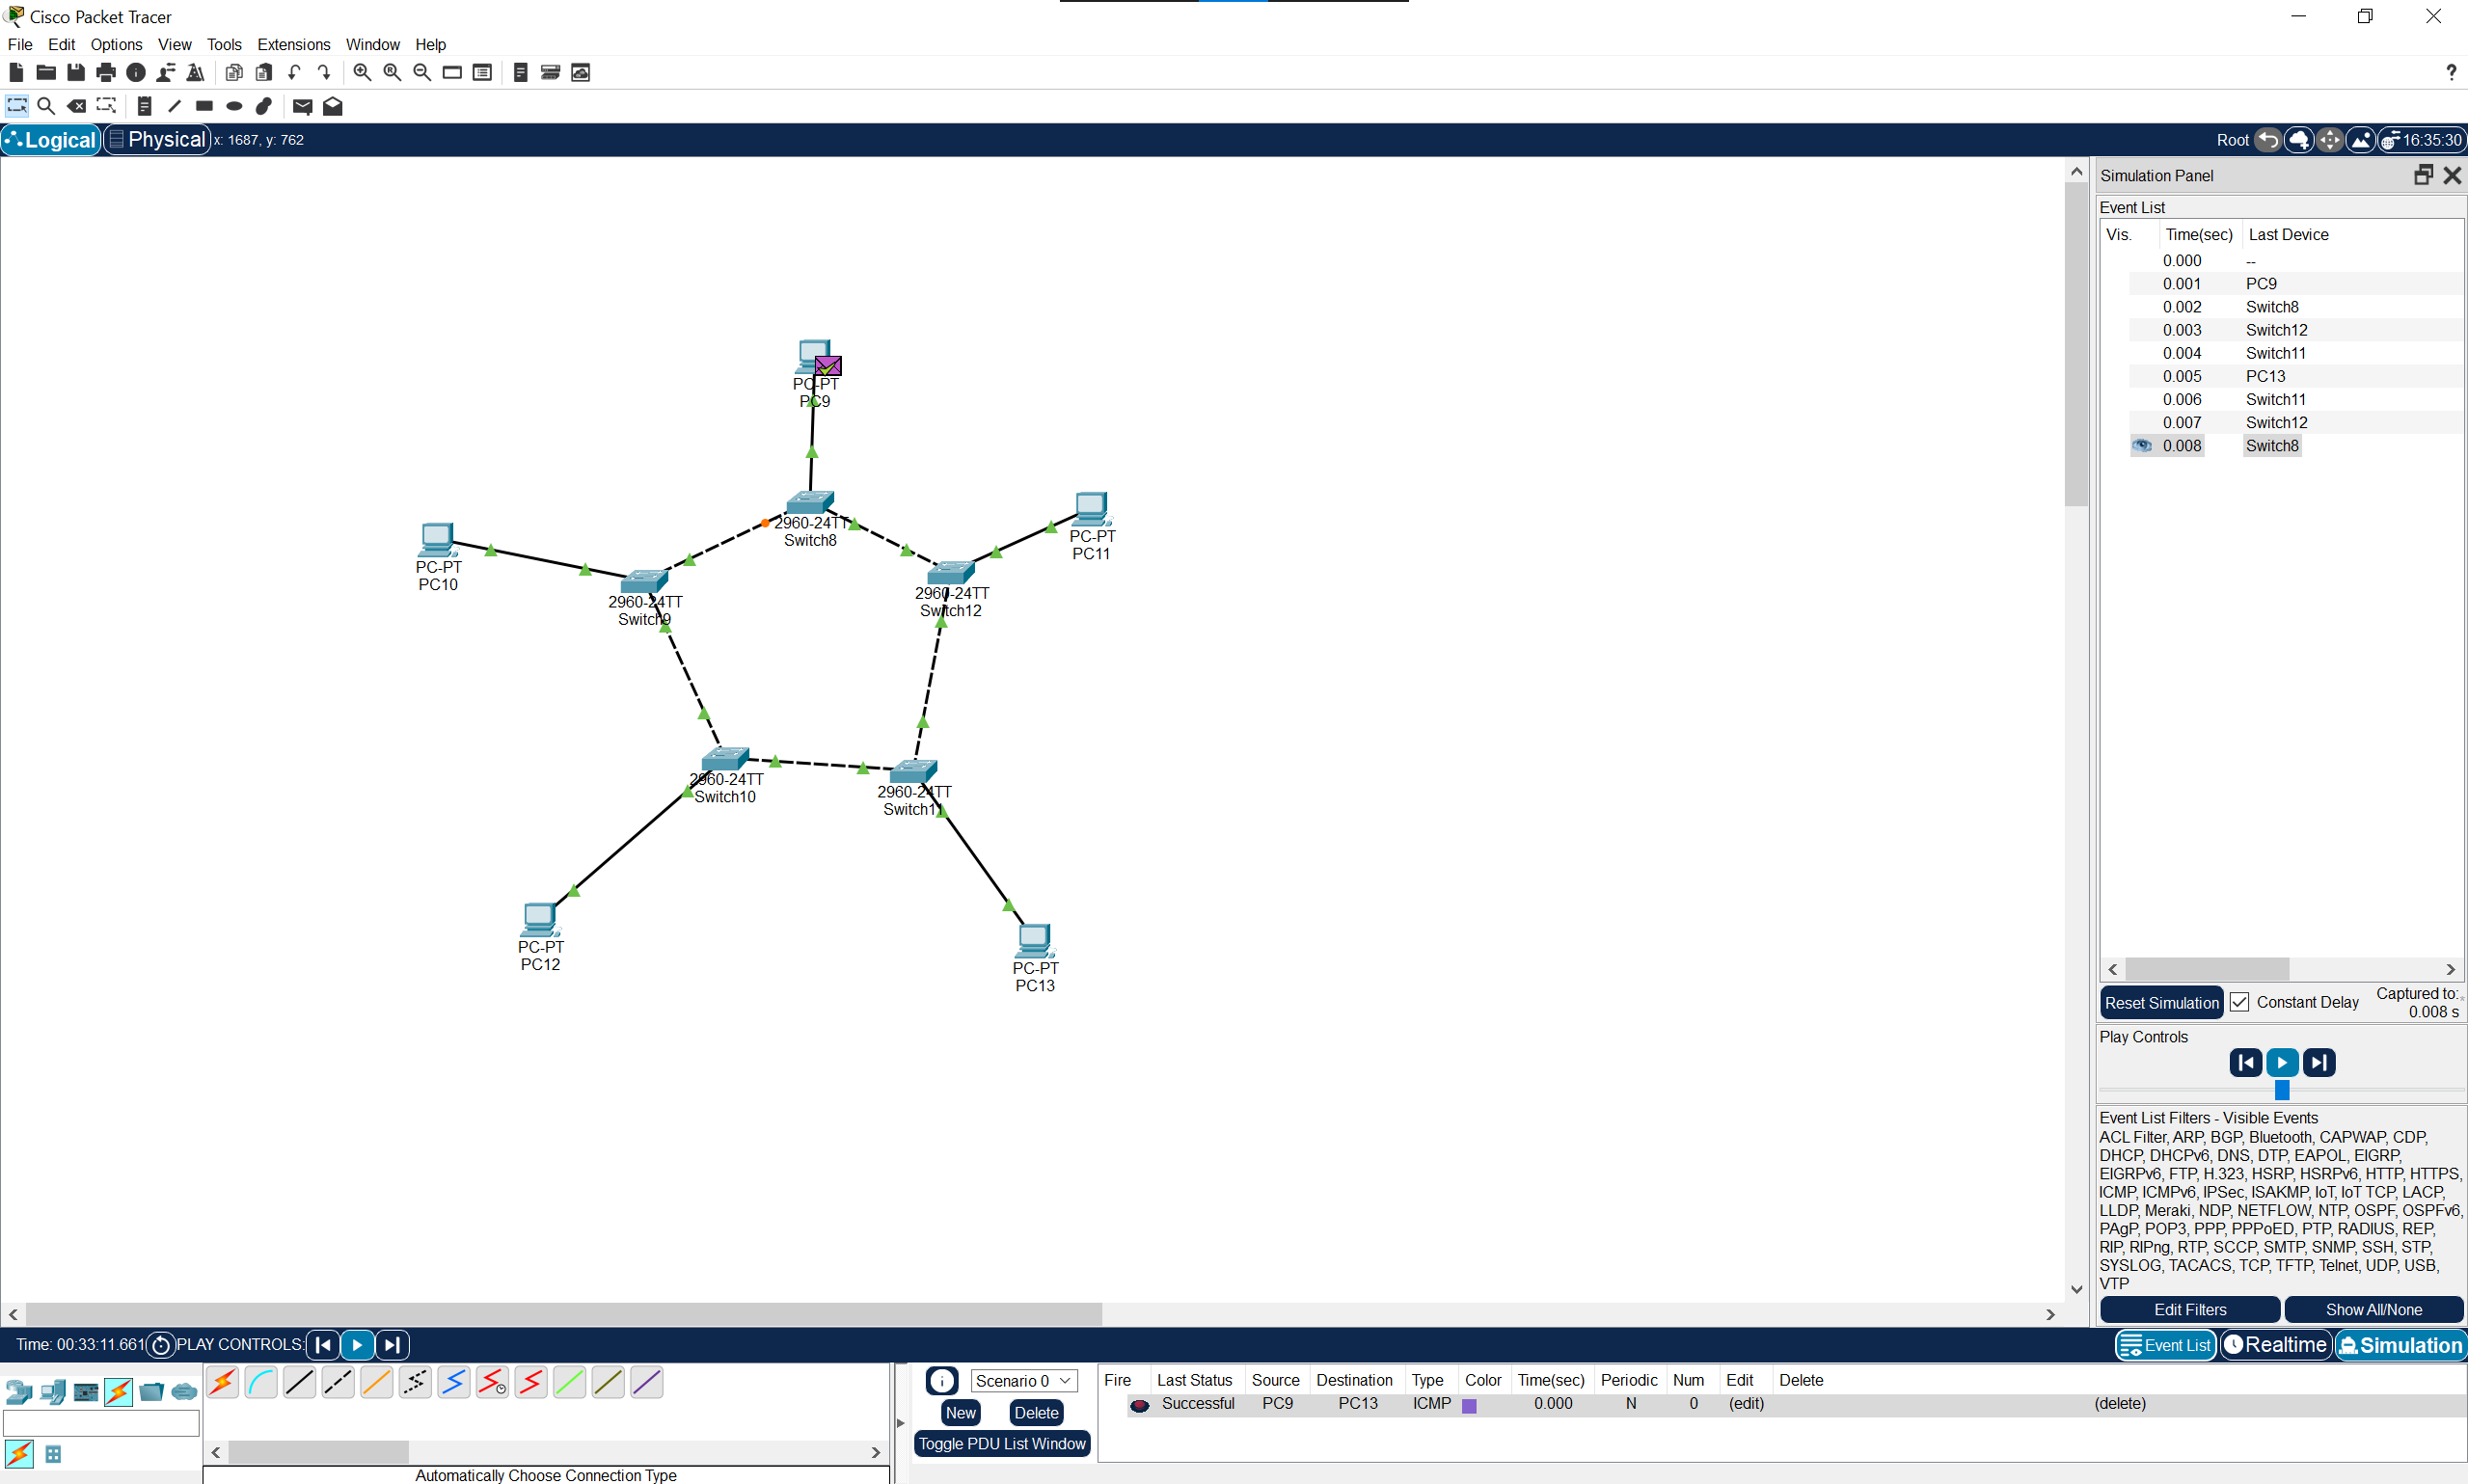 Cisco Packet Tracer
File Edit Options View Tools Extensions Window Help
?
Logical Physical x: 1687, y: 762
Root 16:35:30
Simulation Panel
Event List
Vis. Time(sec) Last Device
0.000 --
0.001 PC9
0.002 Switch8
0.003 Switch12
0.004 Switch11
0.005 PC13
0.006 Switch11
0.007 Switch12
0.008 Switch8
PC-PT
PC9
PC-PT
PC10
2960-24TT
Switch8
PC-PT
PC11
2960-24TT
Switch9
2960-24TT
Switch12
2960-24TT
Switch10
2960-24TT
Switch11
PC-PT
PC12
PC-PT
PC13
Reset Simulation Constant Delay Captured to:
0.008 s
Play Controls
Event List Filters - Visible Events
ACL Filter, ARP, BGP, Bluetooth, CAPWAP, CDP,
DHCP, DHCPv6, DNS, DTP, EAPOL, EIGRP,
EIGRPv6, FTP, H.323, HSRP, HSRPv6, HTTP, HTTPS,
ICMP, ICMPv6, IPSec, ISAKMP, IoT, IoT TCP, LACP,
LLDP, Meraki, NDP, NETFLOW, NTP, OSPF, OSPFv6,
PAgP, POP3, PPP, PPPoED, PTP, RADIUS, REP,
RIP, RIPng, RTP, SCCP, SMTP, SNMP, SSH, STP,
SYSLOG, TACACS, TCP, TFTP, Telnet, UDP, USB,
VTP
Edit Filters Show All/None
Time: 00:33:11.661 PLAY CONTROLS:
Event List Realtime Simulation
Scenario 0
New Delete
Toggle PDU List Window
Fire Last Status Source Destination Type Color Time(sec) Periodic Num Edit Delete
Successful PC9 PC13 ICMP 0.000 N 0 (edit) (delete)
Automatically Choose Connection Type